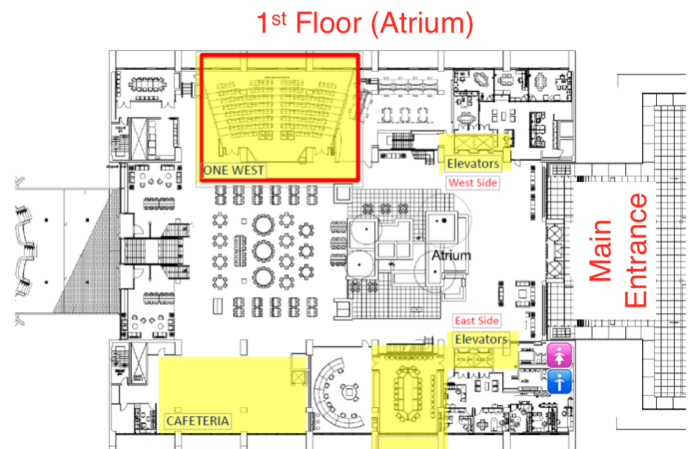 1st Floor (Atrium)
ONE WEST
Elevators
West Side
Main
Entrance
Atrium
East Side
Elevators
CAFETERIA